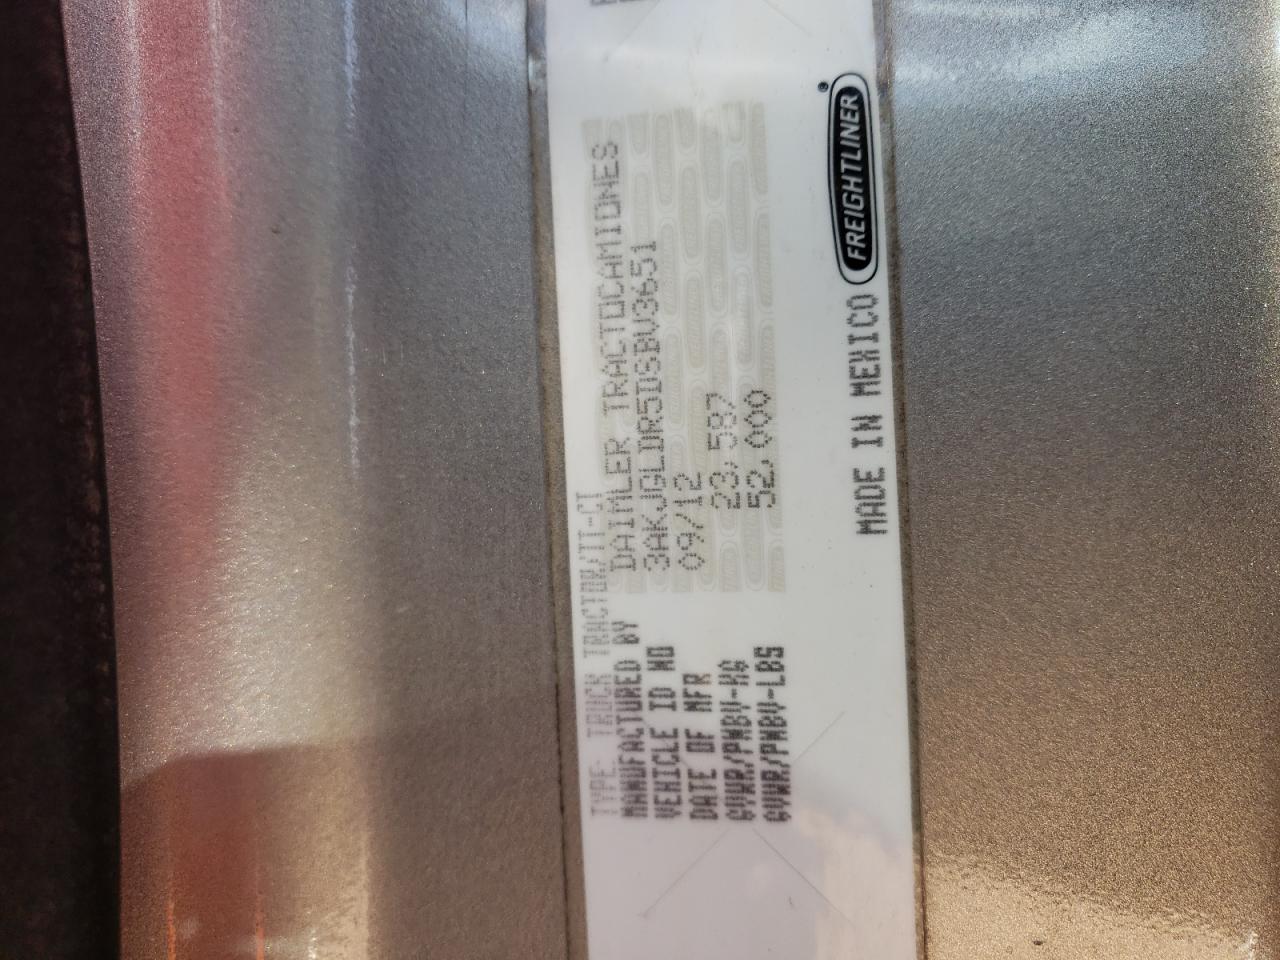 TYPE: TRUCK TRACTOR/TT-CT
MANUFACTURED BY DAIMLER TRACTOCAMIONES
VEHICLE ID NO 3AKJGLDR5DSBV3651
DATE OF MFR 09/12
GVWR/PNBV-KG 23,587
GVWR/PNBV-LBS 52,000
MADE IN MEXICO FREIGHTLINER®